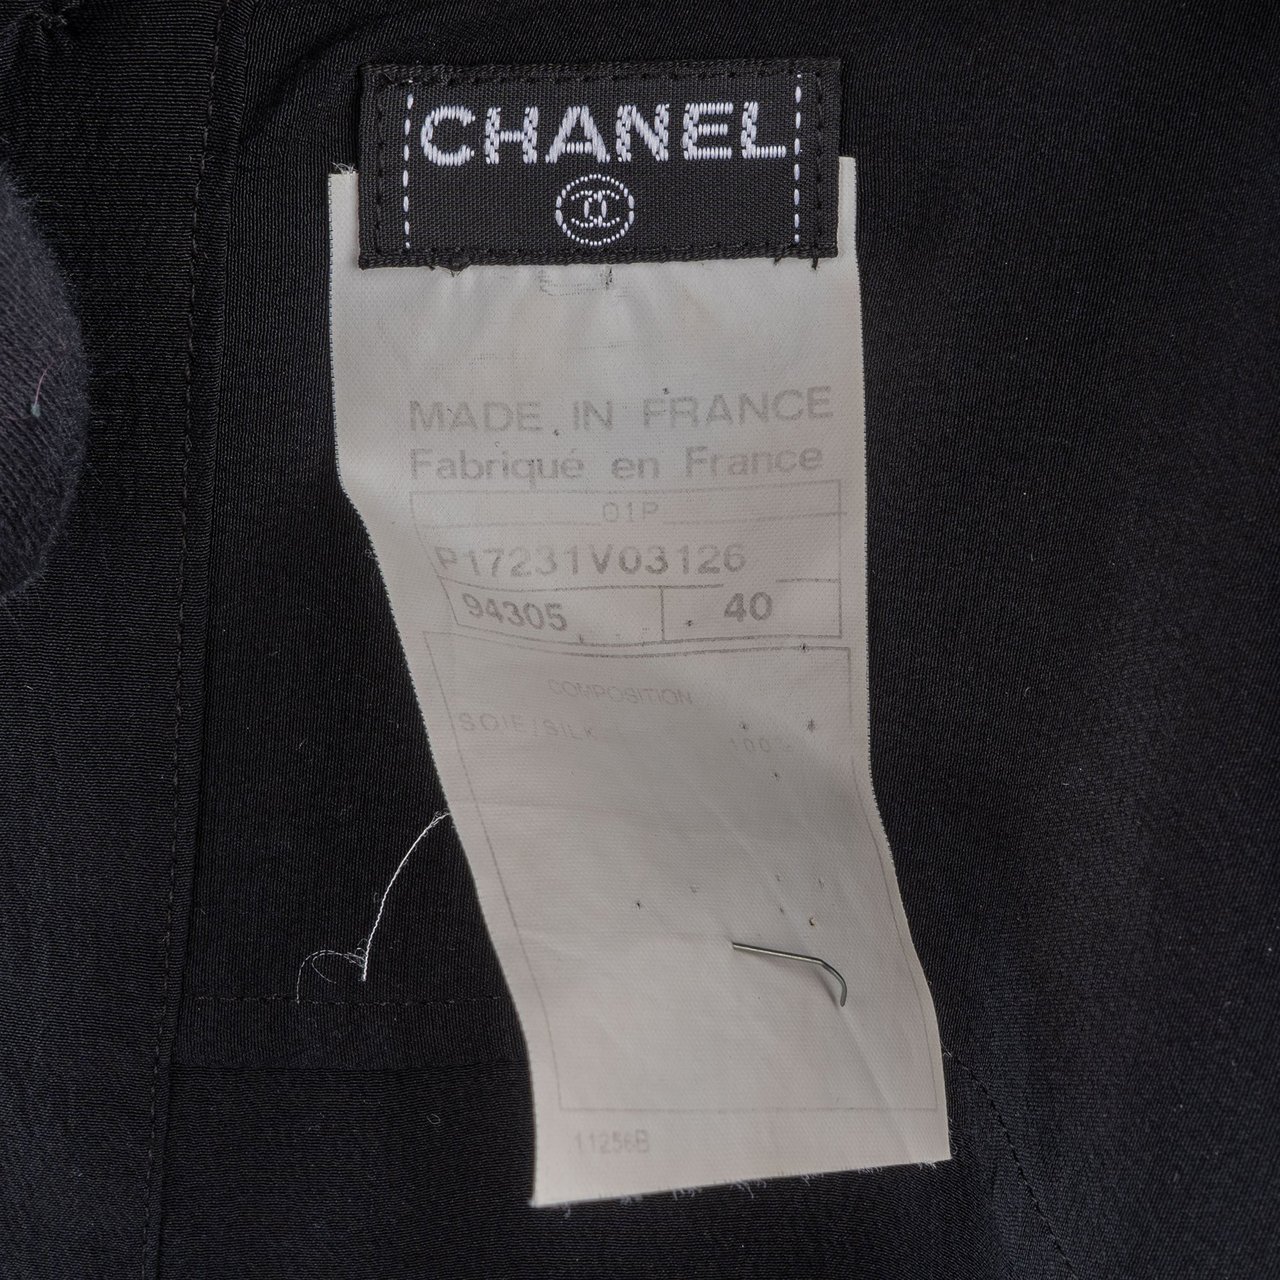 CHANEL
MADE IN FRANCE
Fabriqué en France
01P
P17231V03126
94305 40
COMPOSITION
SOIE/SILK 100%
11256B